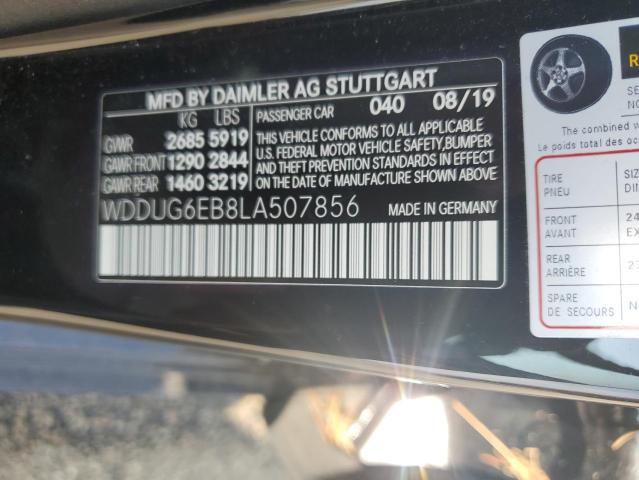 MFD BY DAIMLER AG STUTTGART
KG LBS PASSENGER CAR 040 08/19
GVWR 2685 5919
GAWR FRONT 1290 2844
GAWR REAR 1460 3219
THIS VEHICLE CONFORMS TO ALL APPLICABLE
U.S. FEDERAL MOTOR VEHICLE SAFETY,BUMPER
AND THEFT PREVENTION STANDARDS IN EFFECT
ON THE DATE OF MANUFACTURE SHOWN ABOVE
WDDUG6EB8LA507856 MADE IN GERMANY
The combined
Le poids total des
TIRE
PNEU
FRONT
AVANT
REAR
ARRIÈRE
SPARE
DE SECOURS